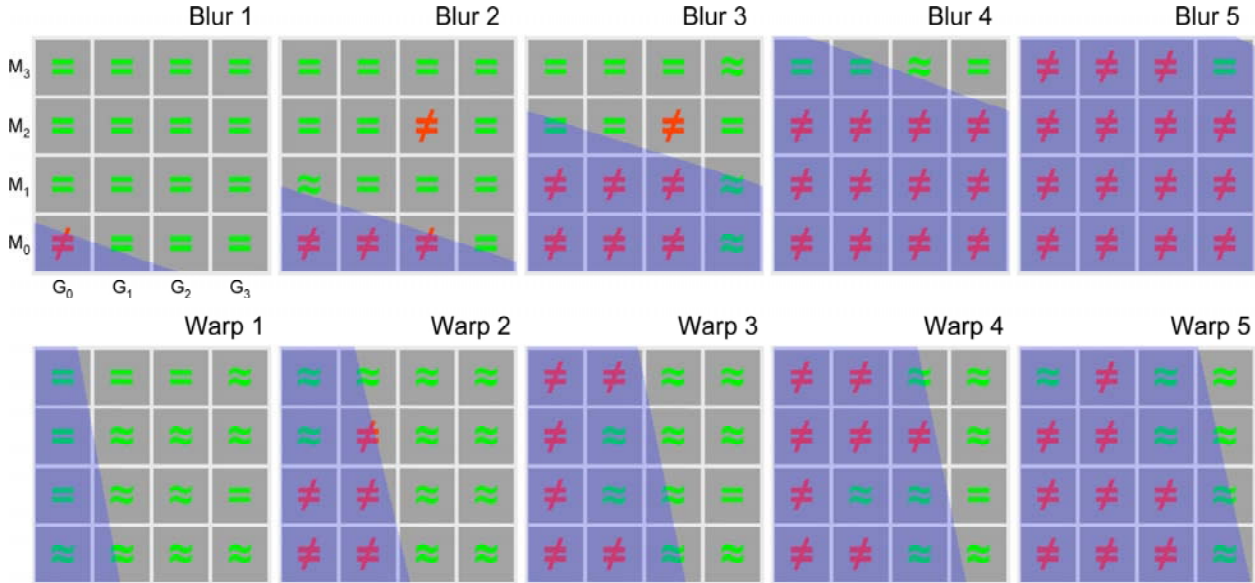 Blur 1 Blur 2 Blur 3 Blur 4 Blur 5
M3 = = = = = = = = = = = ≈ = = ≈ = ≠ ≠ ≠ =
M2 = = = = = = ≠ = = = ≠ = ≠ ≠ ≠ ≠ ≠ ≠ ≠ ≠
M1 = = = = ≈ = = = ≠ ≠ ≠ ≈ ≠ ≠ ≠ ≠ ≠ ≠ ≠ ≠
M0 ≠ = = = ≠ ≠ ≠ = ≠ ≠ ≠ ≈ ≠ ≠ ≠ ≠ ≠ ≠ ≠ ≠
G0 G1 G2 G3
Warp 1 Warp 2 Warp 3 Warp 4 Warp 5
= = = ≈ ≈ ≈ ≈ ≈ ≠ ≠ ≈ ≈ ≠ ≠ ≈ ≈ ≈ ≠ ≈ ≈
= ≈ ≈ ≈ ≈ ≠ ≈ ≈ ≠ ≈ ≈ ≈ ≠ ≠ ≠ ≈ ≠ ≠ ≈ ≈
= ≈ ≈ = ≠ ≠ ≈ ≈ ≠ ≈ ≈ = ≠ ≈ ≈ = ≠ ≠ ≠ ≈
≈ ≈ ≈ ≈ ≠ ≠ ≈ ≈ ≠ ≠ ≈ ≈ ≠ ≠ ≈ ≈ ≠ ≠ ≠ ≈